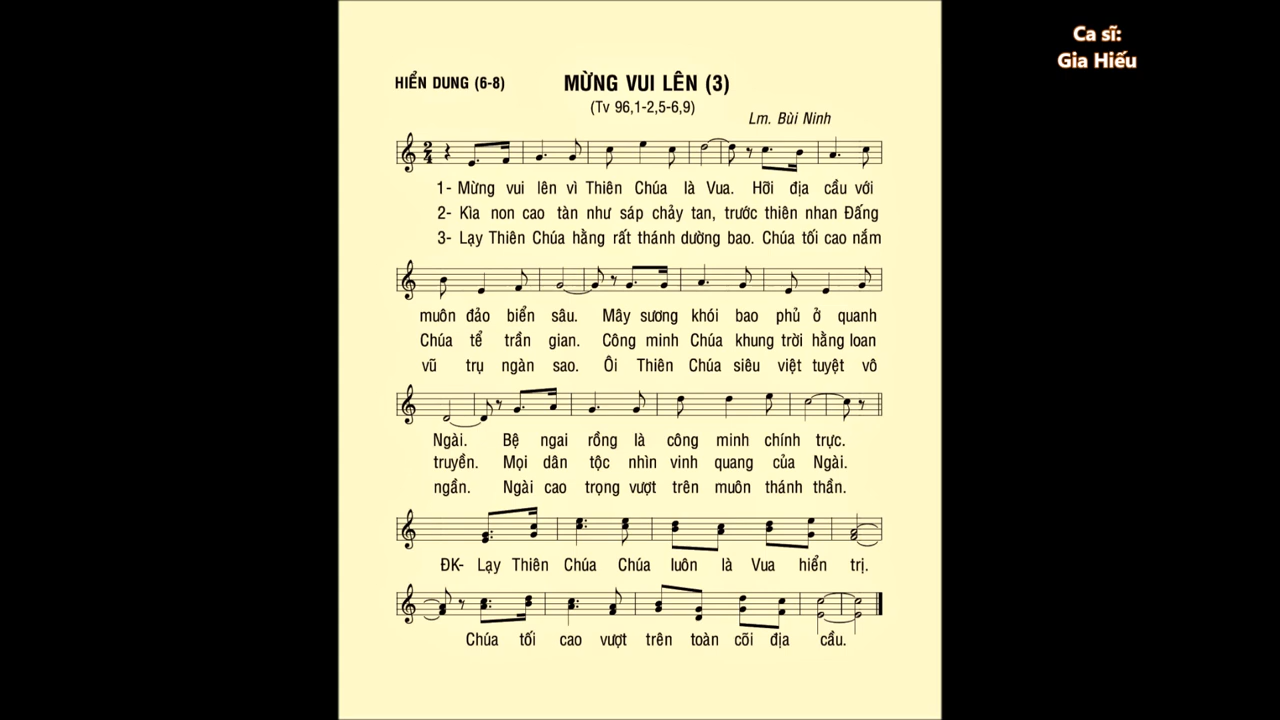 Ca sĩ:
Gia Hiếu
HIỂN DUNG (6-8)
MỪNG VUI LÊN (3)
(Tv 96,1-2,5-6,9)
Lm. Bùi Ninh
2
4
1- Mừng vui lên vì Thiên Chúa là Vua. Hỡi địa cầu với
2- Kìa non cao tàn như sáp chảy tan, trước thiên nhan Đấng
3- Lạy Thiên Chúa hằng rất thánh dường bao. Chúa tối cao nắm
muôn đảo biển sâu. Mây sương khói bao phủ ở quanh
Chúa tể trần gian. Công minh Chúa khung trời hằng loan
vũ trụ ngàn sao. Ôi Thiên Chúa siêu việt tuyệt vô
Ngài. Bệ ngai rồng là công minh chính trực.
truyền. Mọi dân tộc nhìn vinh quang của Ngài.
ngần. Ngài cao trọng vượt trên muôn thánh thần.
ĐK- Lạy Thiên Chúa Chúa luôn là Vua hiển trị.
Chúa tối cao vượt trên toàn cõi địa cầu.